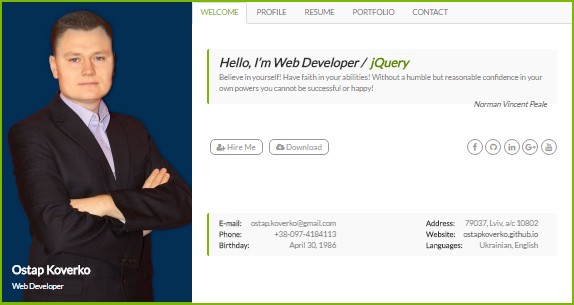 WELCOME PROFILE RESUME PORTFOLIO CONTACT
Hello, I'm Web Developer / jQuery
Believe in yourself! Have faith in your abilities! Without a humble but reasonable confidence in your
own powers you cannot be successful or happy!
Norman Vincent Peale
Hire Me Download
E-mail: ostap.koverko@gmail.com Address: 79037, Lviv, a/c 10802
Phone: +38-097-4184113 Website: ostapkoverko.github.io
Birthday: April 30, 1986 Languages: Ukrainian, English
Ostap Koverko
Web Developer